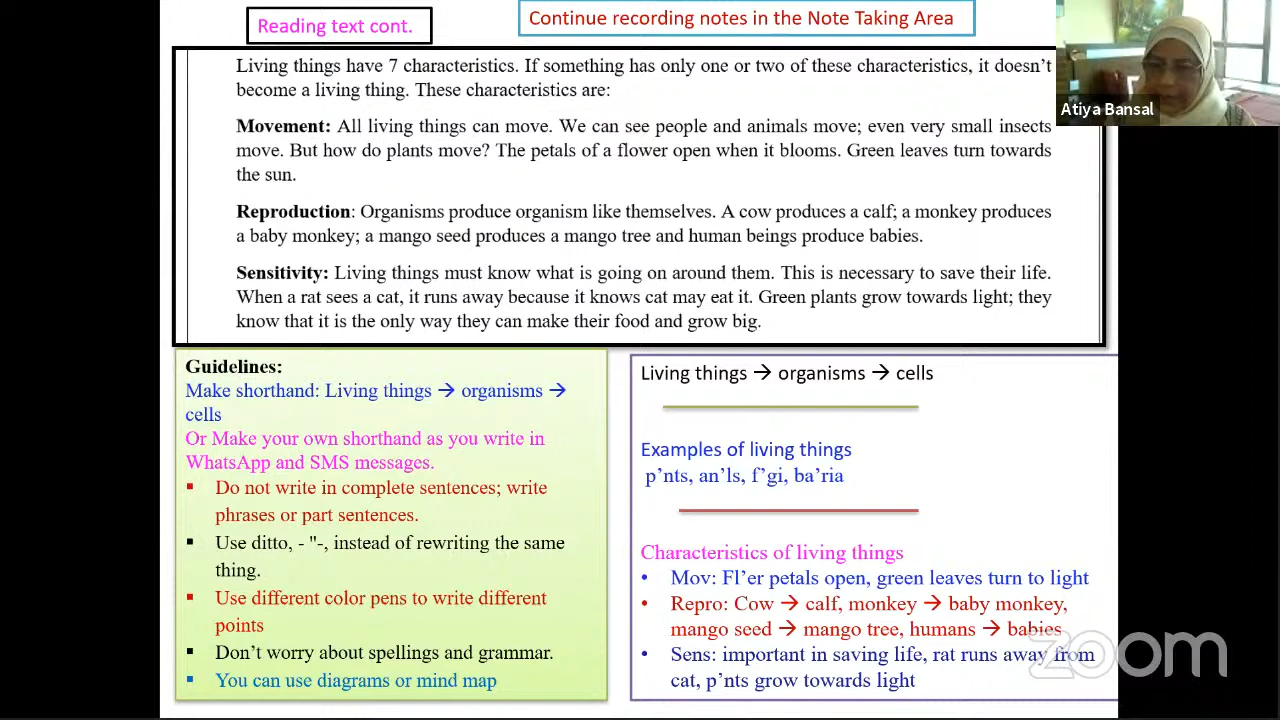 Reading text cont.
Continue recording notes in the Note Taking Area
Living things have 7 characteristics. If something has only one or two of these characteristics, it doesn't
become a living thing. These characteristics are:
Movement: All living things can move. We can see people and animals move; even very small insects
move. But how do plants move? The petals of a flower open when it blooms. Green leaves turn towards
the sun.
Reproduction: Organisms produce organism like themselves. A cow produces a calf; a monkey produces
a baby monkey; a mango seed produces a mango tree and human beings produce babies.
Sensitivity: Living things must know what is going on around them. This is necessary to save their life.
When a rat sees a cat, it runs away because it knows cat may eat it. Green plants grow towards light; they
know that it is the only way they can make their food and grow big.
Atiya Bansal
Guidelines:
Make shorthand: Living things → organisms →
cells
Or Make your own shorthand as you write in
WhatsApp and SMS messages.
▪ Do not write in complete sentences; write
phrases or part sentences.
▪ Use ditto, - "-, instead of rewriting the same
thing.
▪ Use different color pens to write different
points
▪ Don't worry about spellings and grammar.
▪ You can use diagrams or mind map
Living things → organisms → cells
Examples of living things
p'nts, an'ls, f'gi, ba'ria
Characteristics of living things
• Mov: Fl'er petals open, green leaves turn to light
• Repro: Cow → calf, monkey → baby monkey,
mango seed → mango tree, humans → babies
• Sens: important in saving life, rat runs away from
cat, p'nts grow towards light
zoom